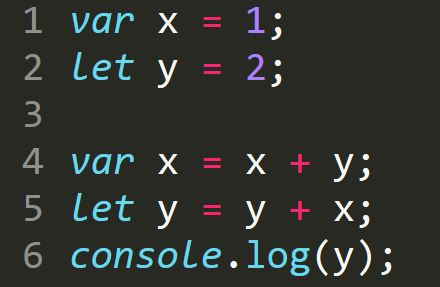 1 var x = 1;
2 let y = 2;
3
4 var x = x + y;
5 let y = y + x;
6 console.log(y);